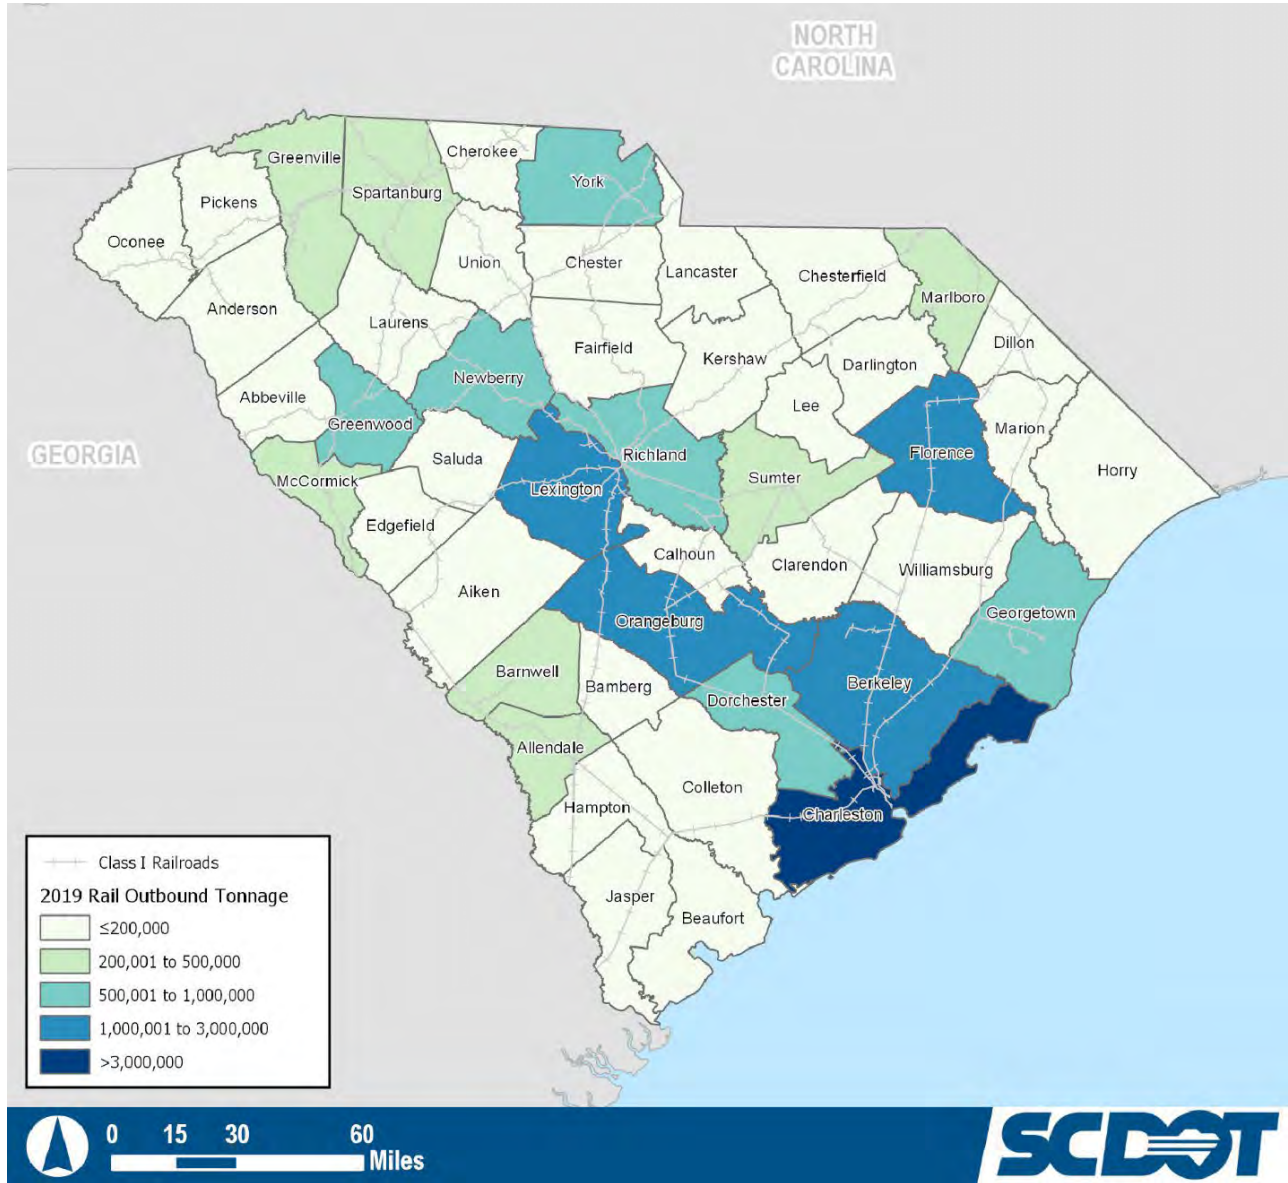 NORTH
CAROLINA
Greenville
Cherokee
Spartanburg
York
Pickens
Oconee
Union
Chester
Lancaster
Chesterfield
Marlboro
Anderson
Laurens
Fairfield
Kershaw
Darlington
Dillon
Newberry
Abbeville
Greenwood
Lee
Marion
GEORGIA
Saluda
Richland
Florence
Horry
McCormick
Lexington
Sumter
Edgefield
Calhoun
Clarendon
Williamsburg
Aiken
Georgetown
Orangeburg
Barnwell
Bamberg
Dorchester
Berkeley
Allendale
Colleton
Hampton
Charleston
Jasper
Beaufort
Class I Railroads
2019 Rail Outbound Tonnage
≤200,000
200,001 to 500,000
500,001 to 1,000,000
1,000,001 to 3,000,000
>3,000,000
0 15 30 60
Miles
SCDOT